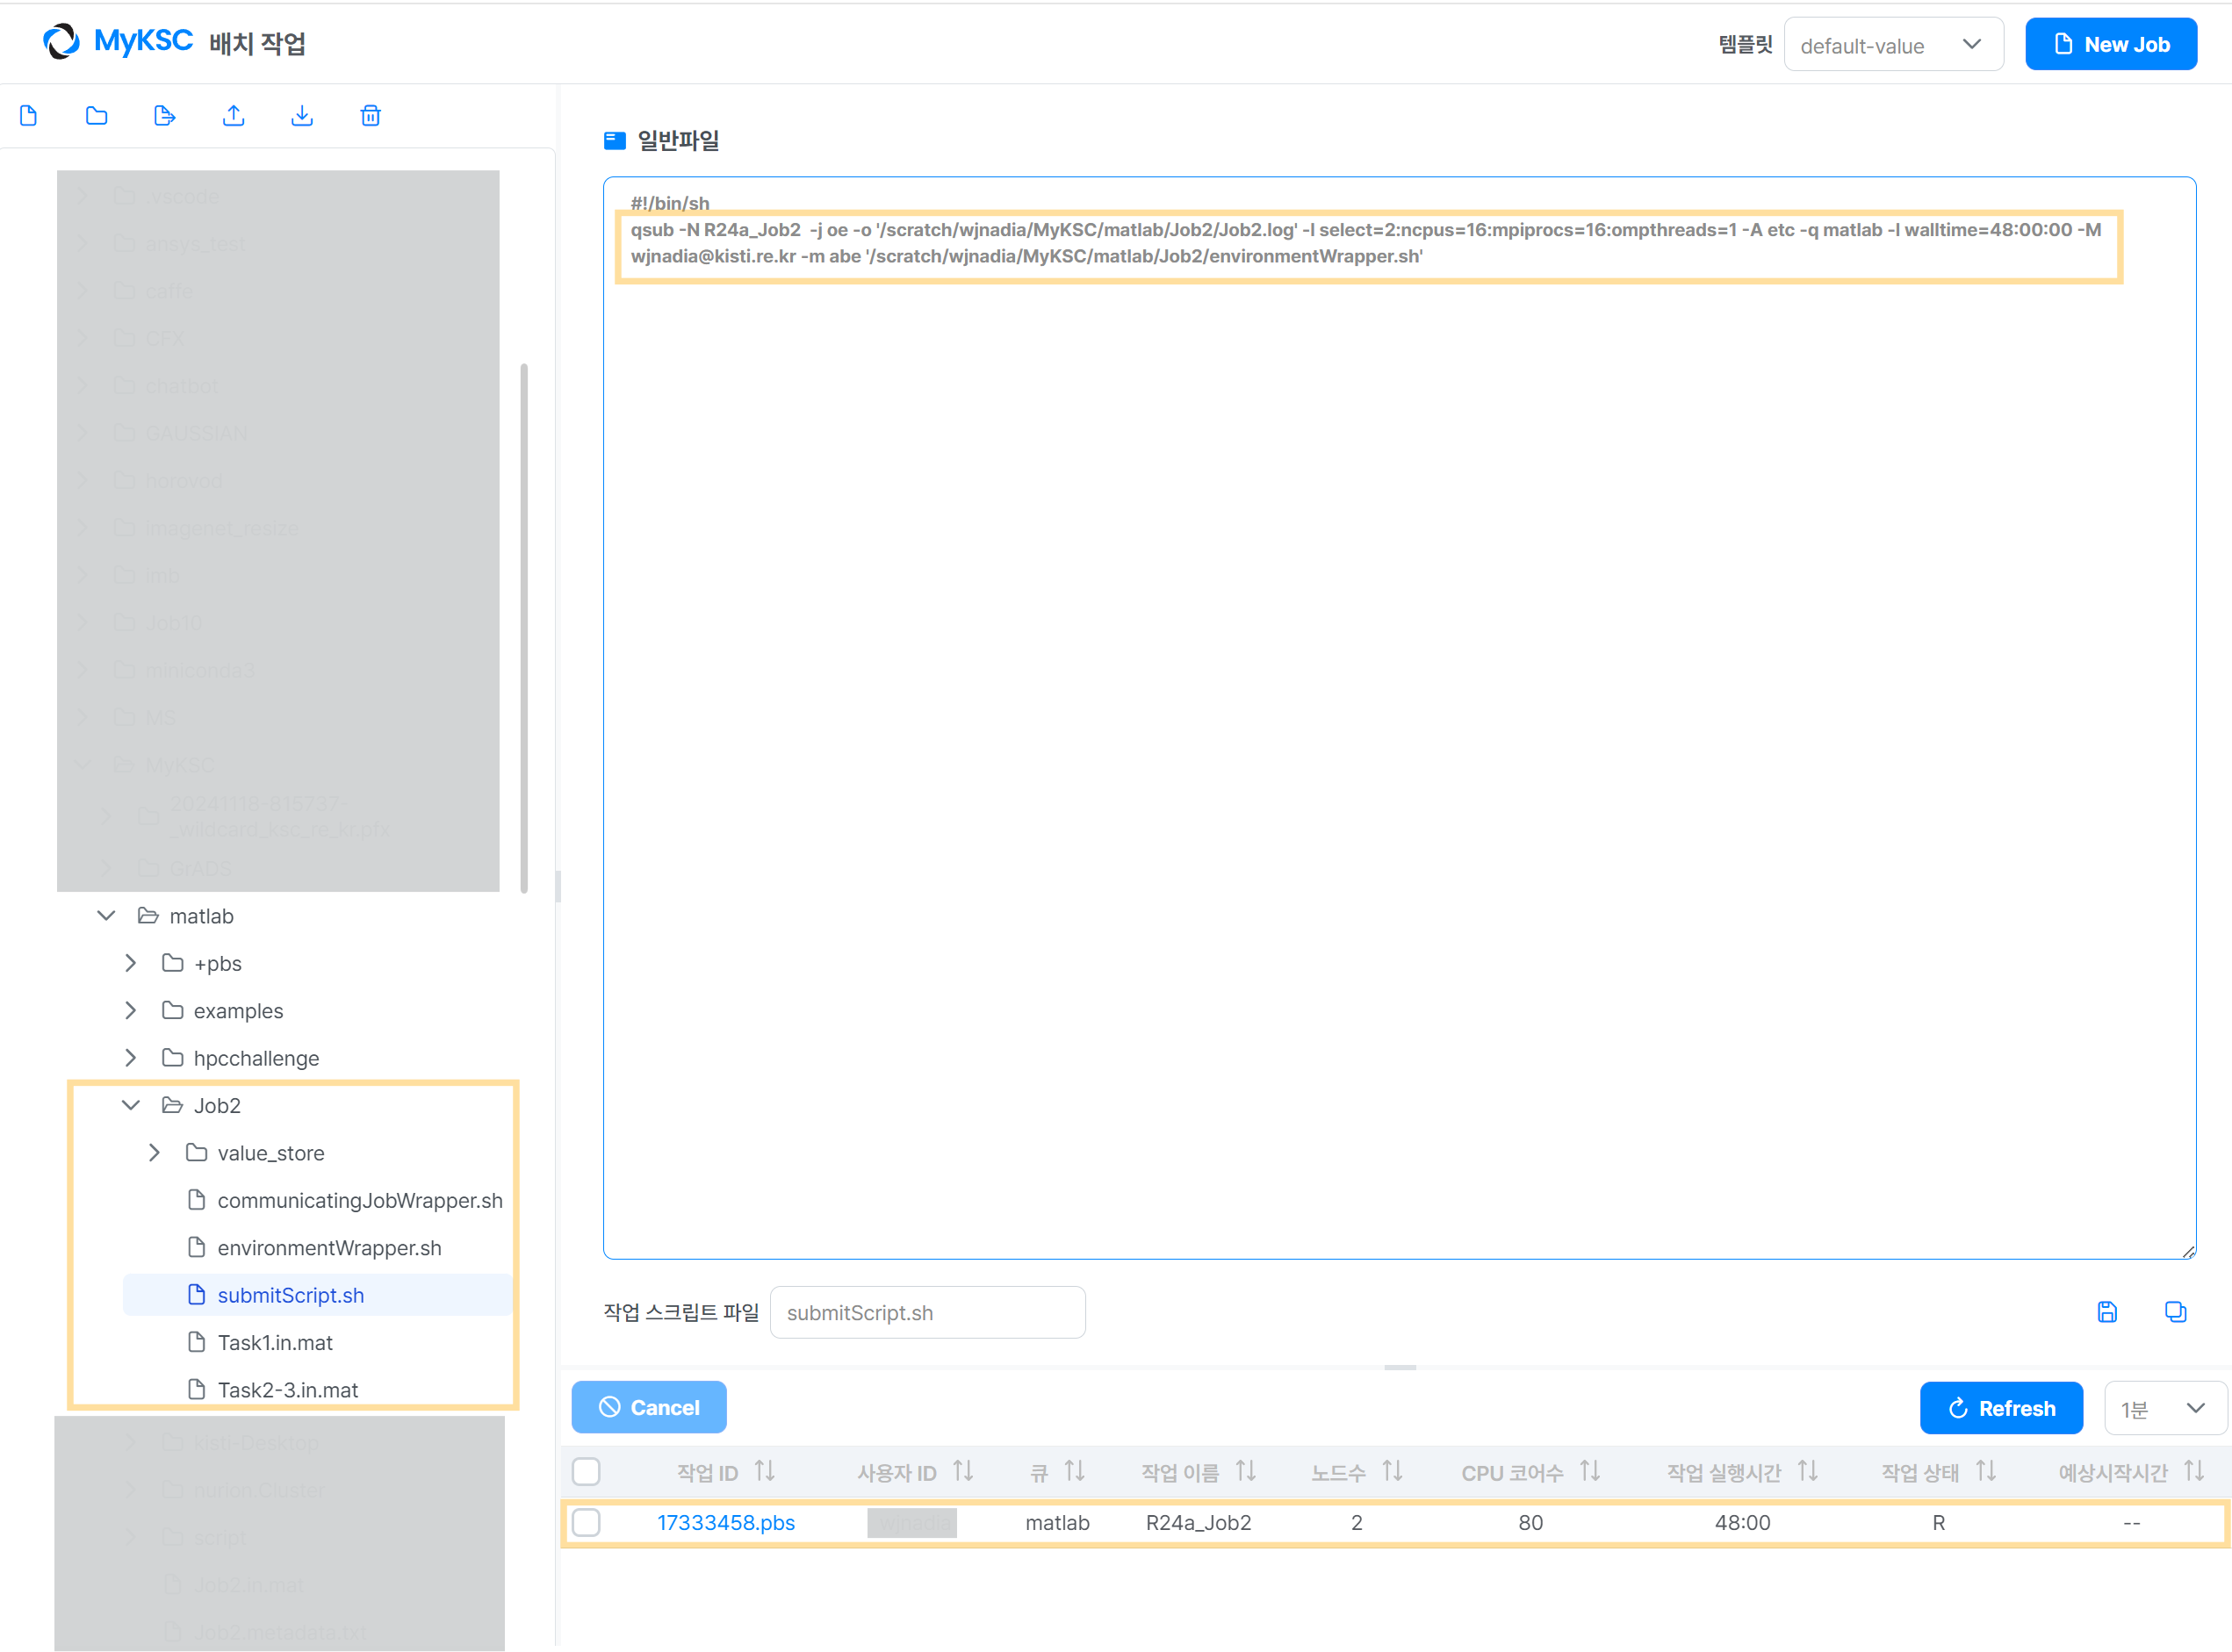 MyKSC 배치 작업
템플릿 default-value New Job
일반파일
#!/bin/sh
qsub -N R24a_Job2  -j oe -o '/scratch/wjnadia/MyKSC/matlab/Job2/Job2.log' -l select=2:ncpus=16:mpiprocs=16:ompthreads=1 -A etc -q matlab -l walltime=48:00:00 -M
wjnadia@kisti.re.kr -m abe '/scratch/wjnadia/MyKSC/matlab/Job2/environmentWrapper.sh'
.vscode
ansys_test
caffe
CFX
chatbot
GAUSSIAN
horovod
imagenet_resize
imb
Job10
miniconda3
MS
MyKSC
20241118-815737-
_wildcard_ksc_re_kr.pfx
GrADS
matlab
+pbs
examples
hpcchallenge
Job2
value_store
communicatingJobWrapper.sh
environmentWrapper.sh
submitScript.sh
Task1.in.mat
Task2-3.in.mat
kisti-Desktop
nurion.Cluster
script
Job2.in.mat
Job2.metadata.txt
작업 스크립트 파일 submitScript.sh
Cancel Refresh 1분
작업 ID 사용자 ID 큐 작업 이름 노드수 CPU 코어수 작업 실행시간 작업 상태 예상시작시간
17333458.pbs wjnadia matlab R24a_Job2 2 80 48:00 R --